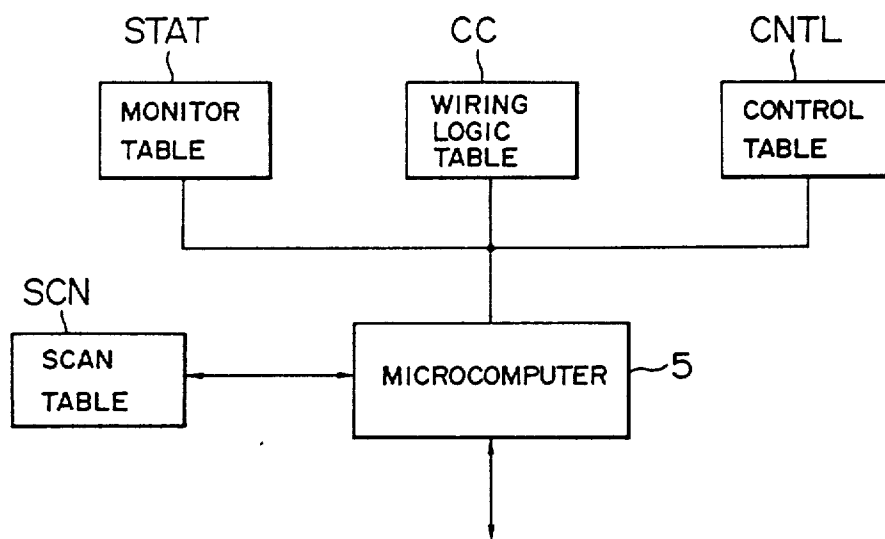 STAT
CC
CNTL
MONITOR
TABLE
WIRING
LOGIC
TABLE
CONTROL
TABLE
SCN
SCAN
TABLE
MICROCOMPUTER
5